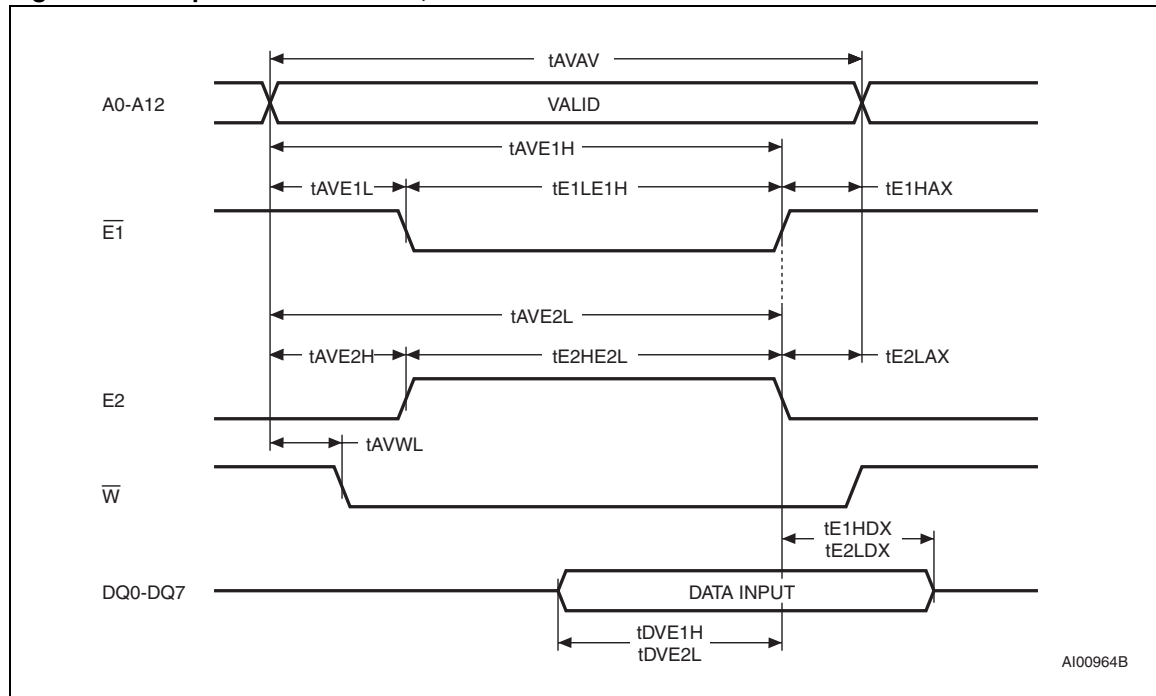 tAVAV
A0-A12
VALID
tAVE1H
tAVE1L
tE1LE1H
tE1HAX
E1
tAVE2L
tAVE2H
tE2HE2L
tE2LAX
E2
tAVWL
W
tE1HDX
tE2LDX
DQ0-DQ7
DATA INPUT
tDVE1H
tDVE2L
AI00964B